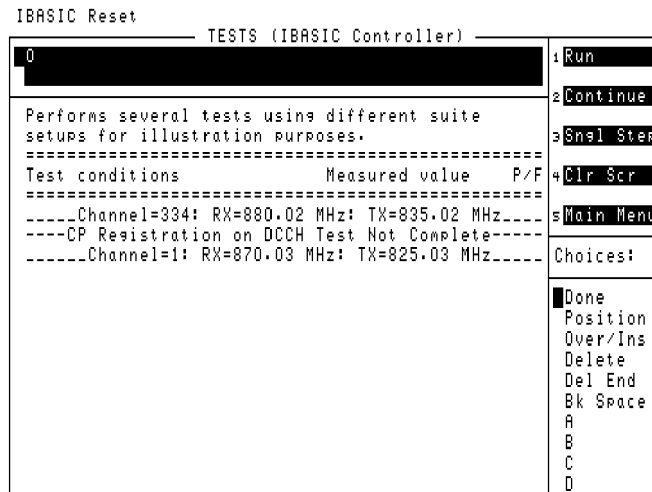 IBASIC Reset
TESTS (IBASIC Controller)
0
Performs several tests using different suite
setups for illustration purposes.
==================================================
Test conditions Measured value P/F
==================================================
_____Channel=334: RX=880.02 MHz: TX=835.02 MHz____
----CP Registration on DCCH Test Not Complete-----
______Channel=1: RX=870.03 MHz: TX=825.03 MHz_____
1 Run
2 Continue
3 Sngl Step
4 Clr Scr
5 Main Menu
Choices:
Done
Position
Over/Ins
Delete
Del End
Bk Space
A
B
C
D